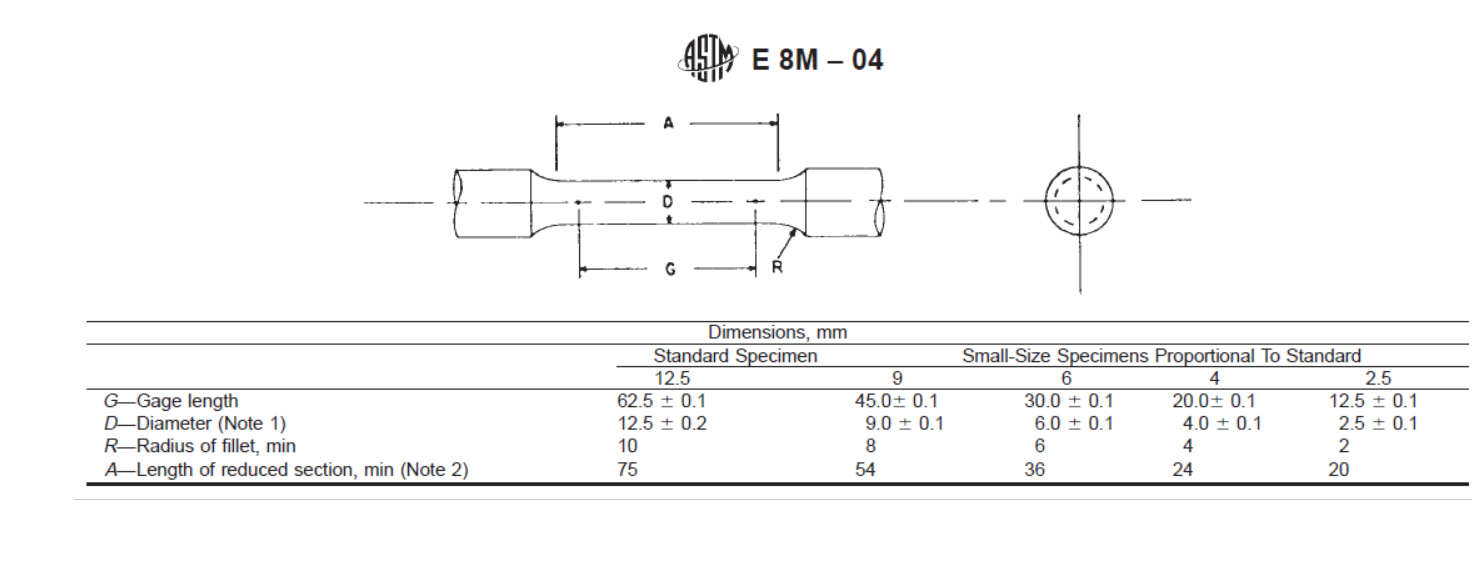 ASTM E 8M – 04
A
D
G
R
Dimensions, mm
Standard Specimen Small-Size Specimens Proportional To Standard
12.5 9 6 4 2.5
G—Gage length 62.5 ± 0.1 45.0± 0.1 30.0 ± 0.1 20.0± 0.1 12.5 ± 0.1
D—Diameter (Note 1) 12.5 ± 0.2 9.0 ± 0.1 6.0 ± 0.1 4.0 ± 0.1 2.5 ± 0.1
R—Radius of fillet, min 10 8 6 4 2
A—Length of reduced section, min (Note 2) 75 54 36 24 20